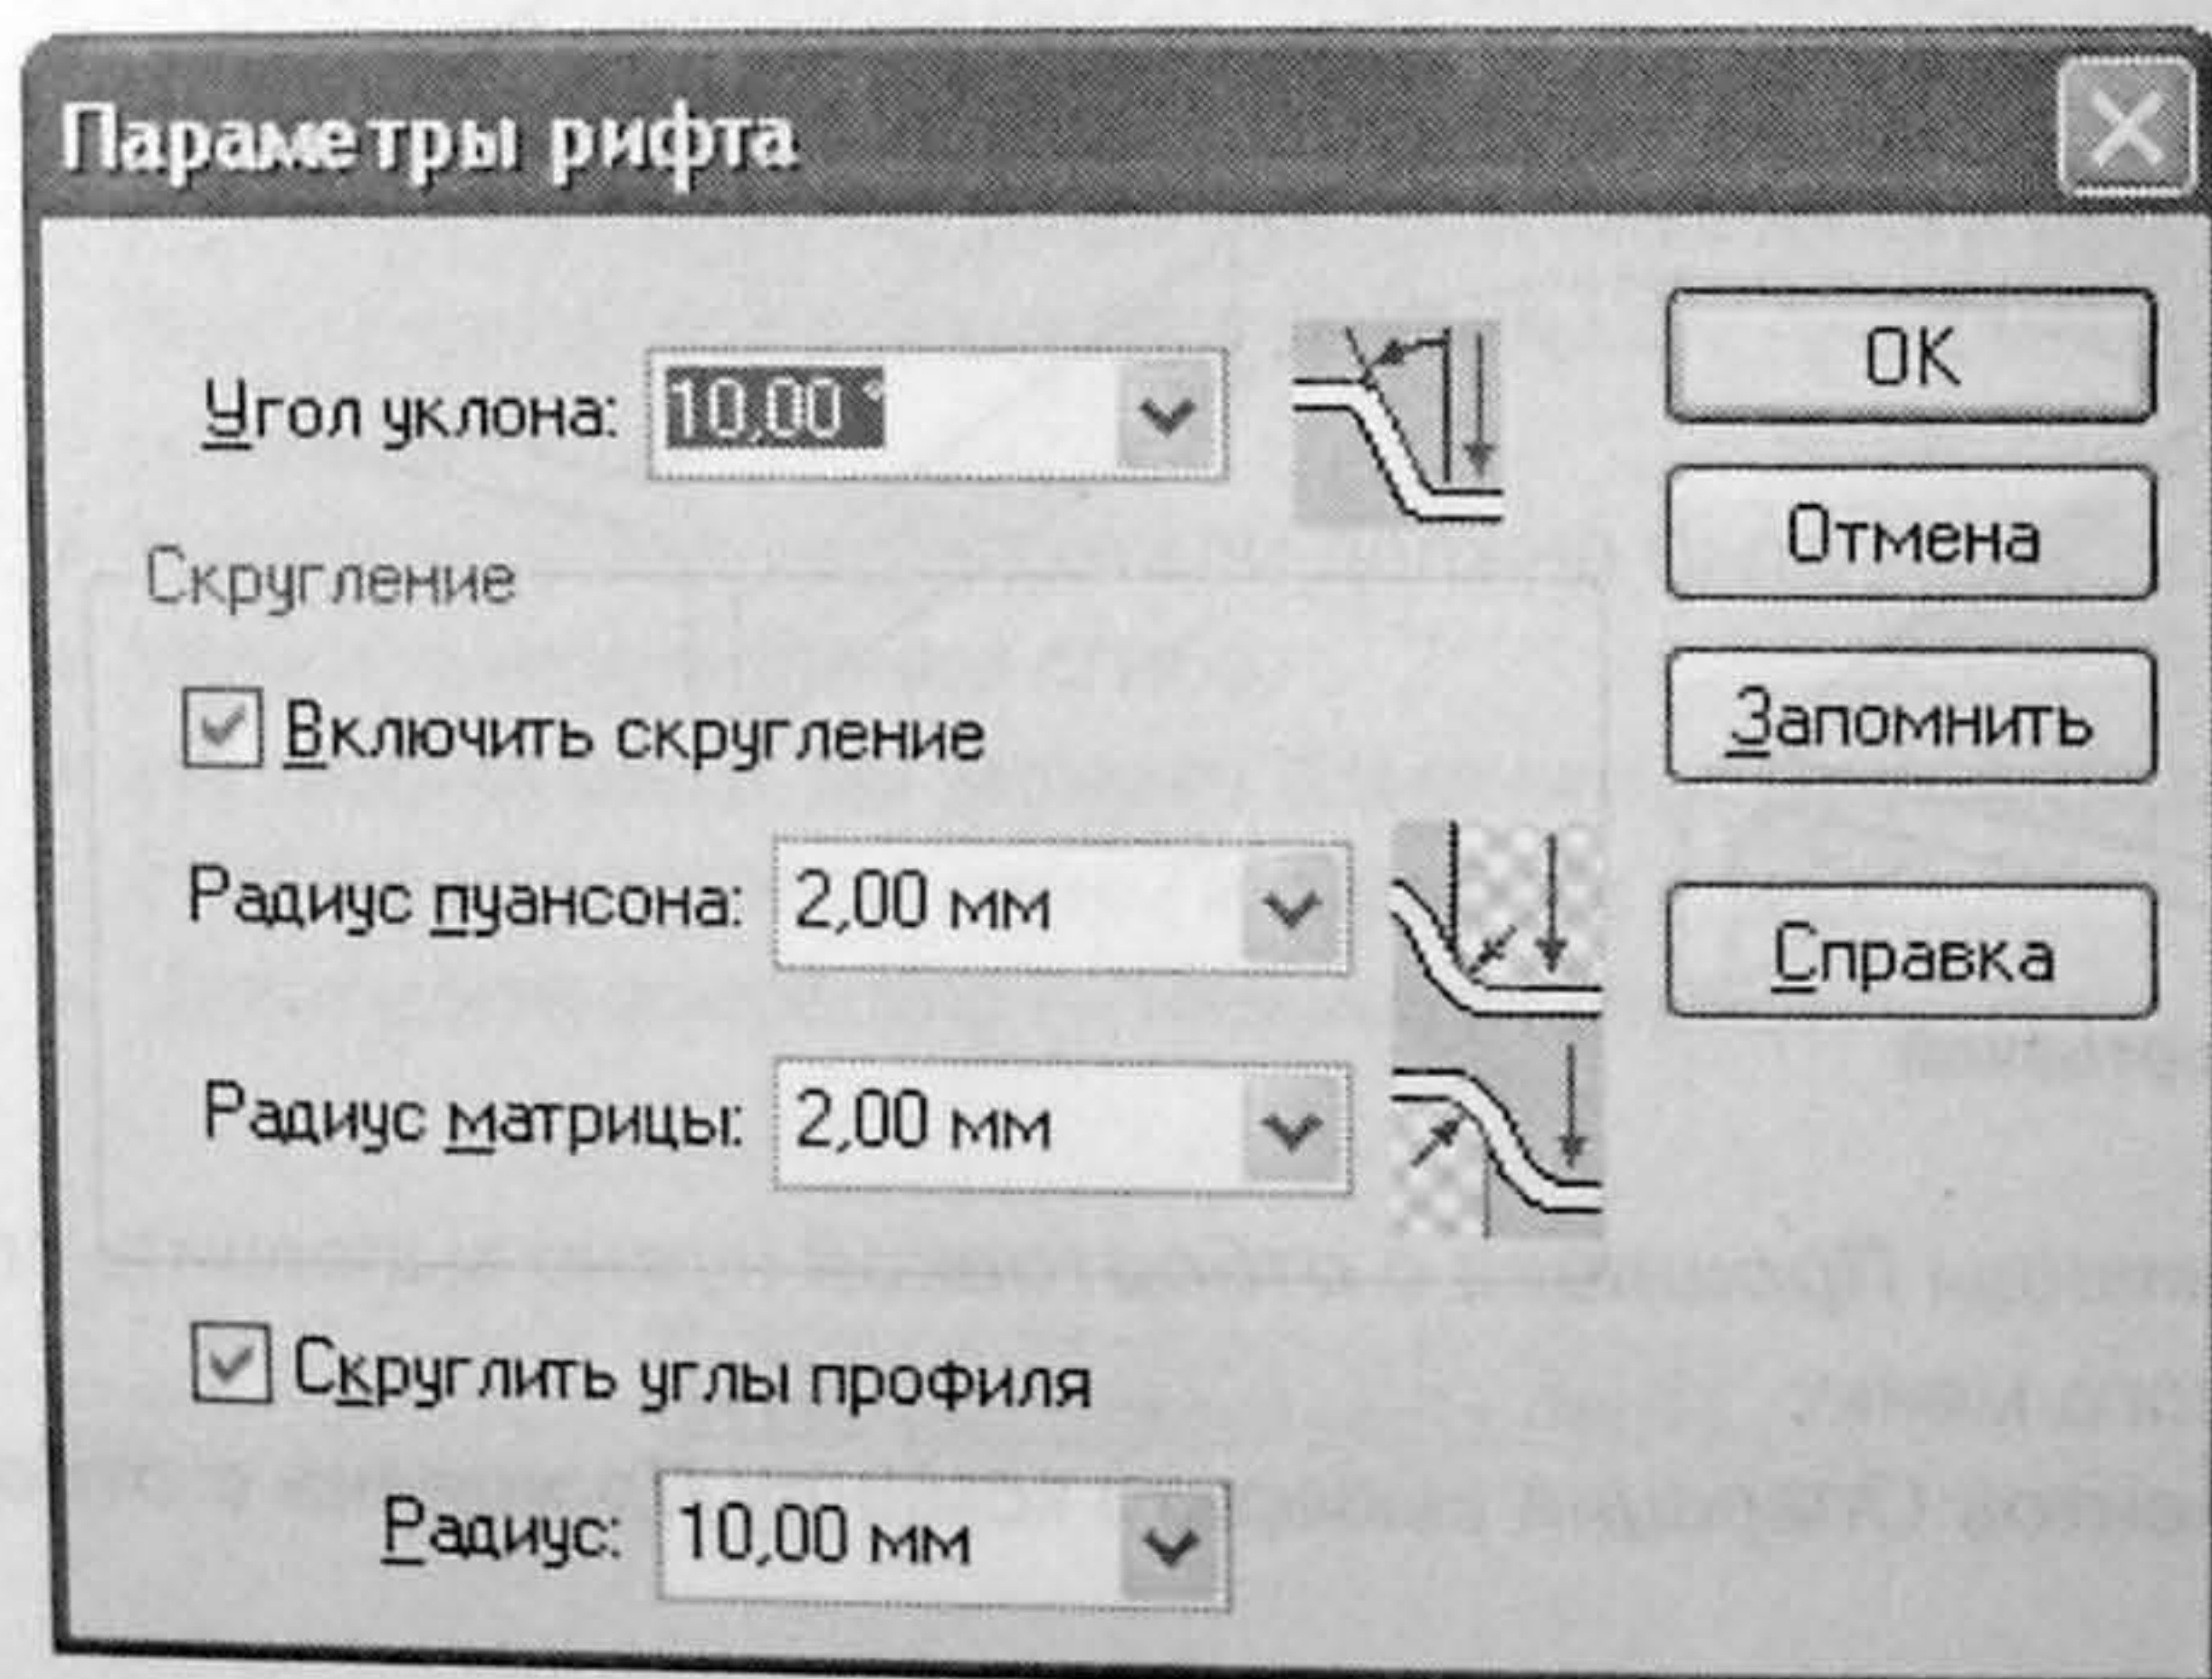 Параметры рифта
Угол уклона: 10,00 °
OK
Отмена
Скругление
Включить скругление
Запомнить
Радиус пуансона: 2,00 мм
Справка
Радиус матрицы: 2,00 мм
Скруглить углы профиля
Радиус: 10,00 мм